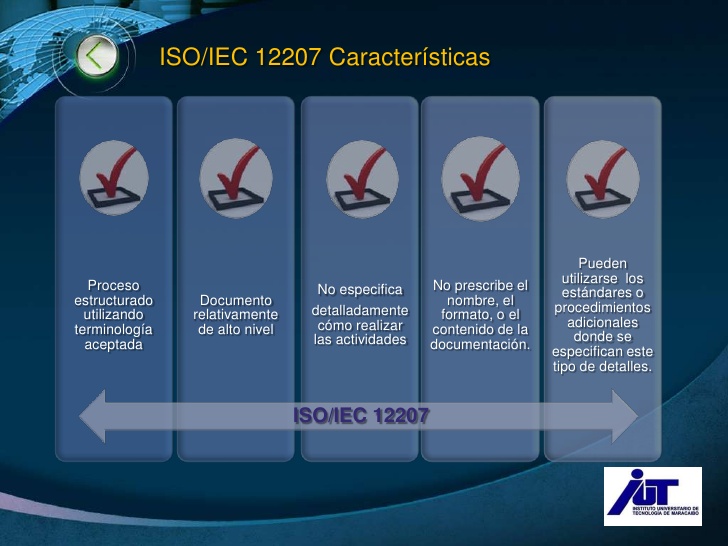 ISO/IEC 12207 Características
Proceso
estructurado
utilizando
terminología
aceptada
Documento
relativamente
de alto nivel
No especifica
detalladamente
cómo realizar
las actividades
No prescribe el
nombre, el
formato, o el
contenido de la
documentación.
Pueden
utilizarse los
estándares o
procedimientos
adicionales
donde se
especifican este
tipo de detalles.
ISO/IEC 12207
iUT
INSTITUTO UNIVERSITARIO DE
TECNOLOGÍA DE MARACAIBO